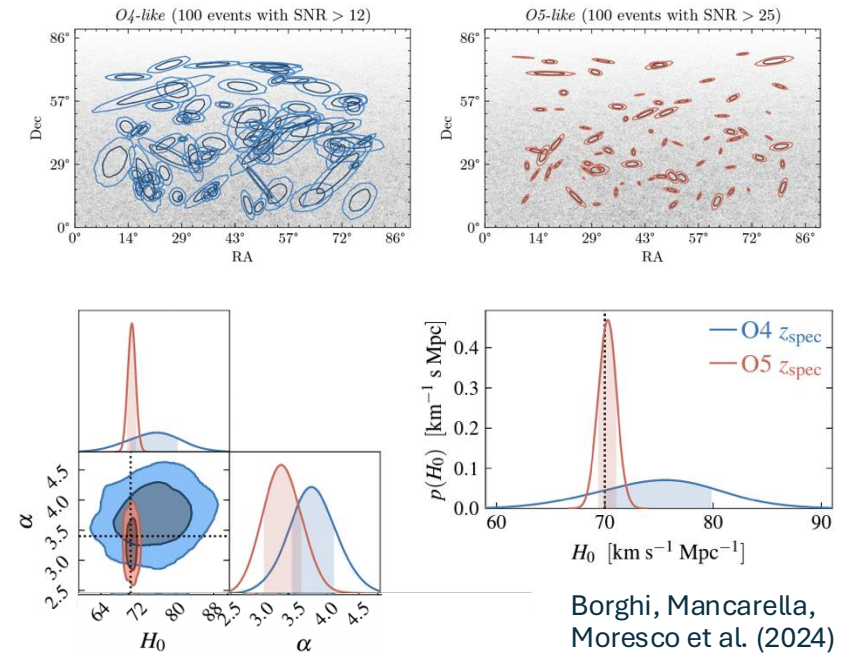 O4-like (100 events with SNR > 12)
O5-like (100 events with SNR > 25)
86°
57°
29°
0°
Dec
0° 14° 29° 43° 57° 72° 86°
RA
86°
57°
29°
0°
Dec
0° 14° 29° 43° 57° 72° 86°
RA
4.5
4.0
3.5
3.0
2.5
α
64 72 80 88
H₀
2.5 3.0 3.5 4.0 4.5
α
0.4
0.3
0.2
0.1
0.0
p(H₀) [km⁻¹ s Mpc]
O4 z_spec
O5 z_spec
60 70 80 90
H₀ [km s⁻¹ Mpc⁻¹]
Borghi, Mancarella,
Moresco et al. (2024)